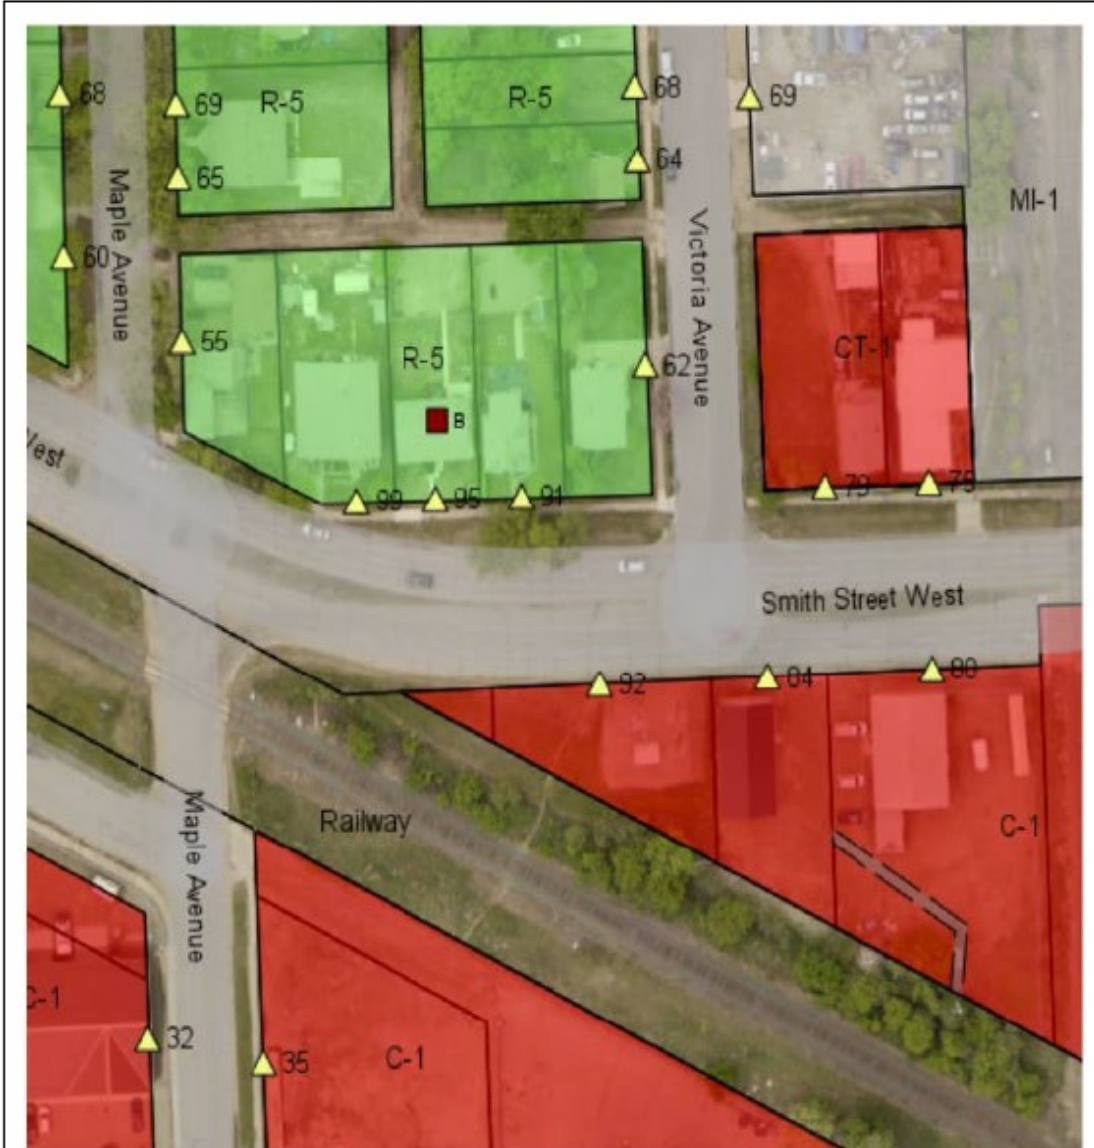 68
69
R-5
R-5
68
69
65
64
Maple Avenue
Victoria Avenue
MI-1
60
55
R-5
62
CT-1
B
99
95
91
79
75
West
Smith Street West
92
84
80
Maple Avenue
Railway
C-1
C-1
32
35
C-1